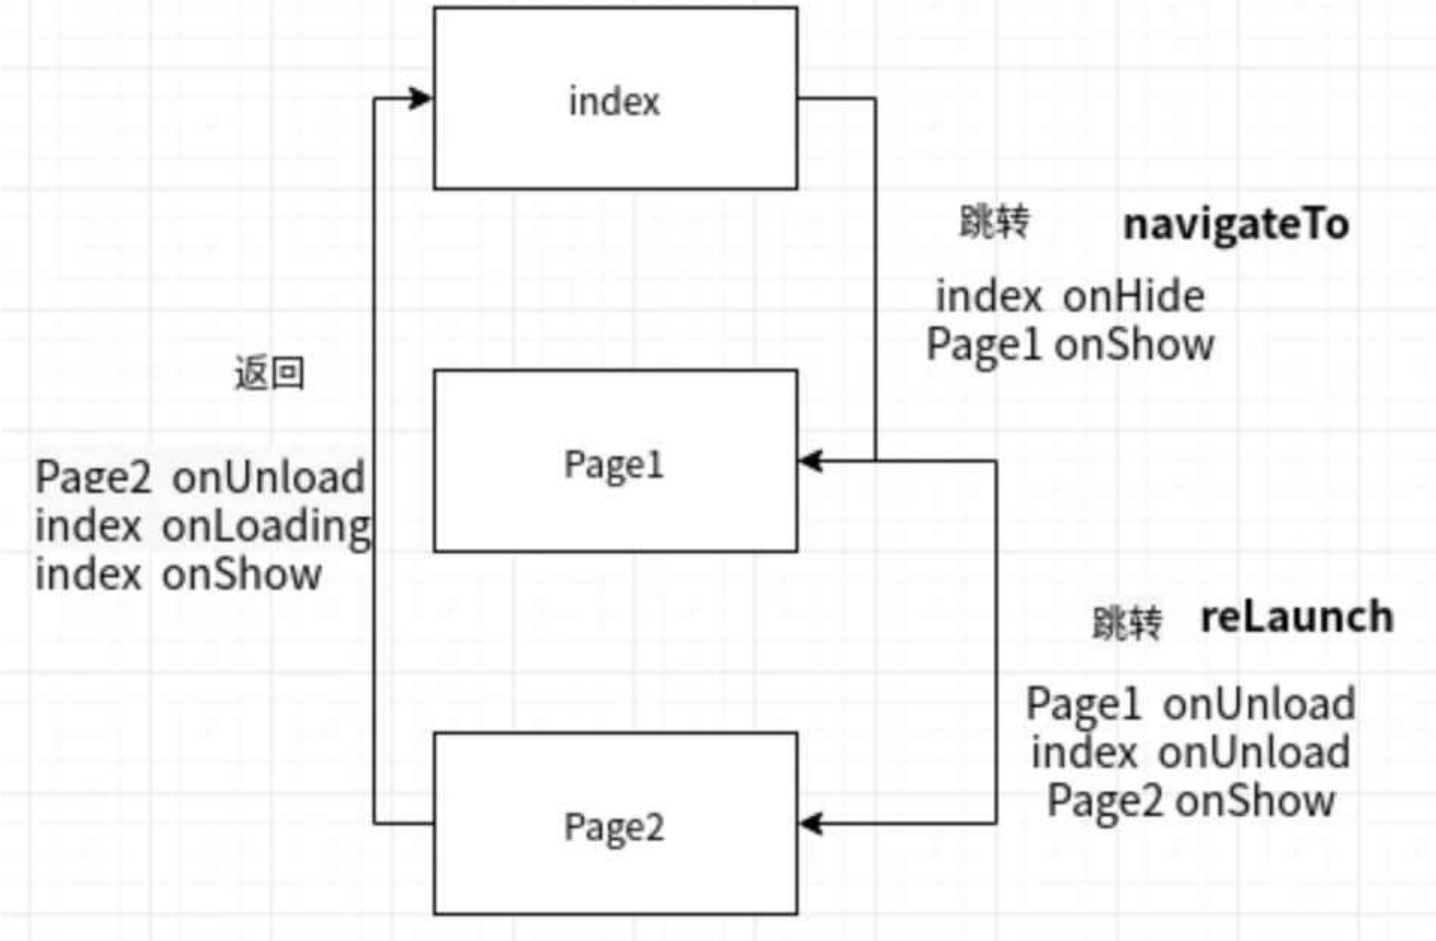 index
跳转 navigateTo
index onHide
Page1 onShow
返回
Page1
Page2 onUnload
index onLoading
index onShow
跳转 reLaunch
Page1 onUnload
index onUnload
Page2 onShow
Page2